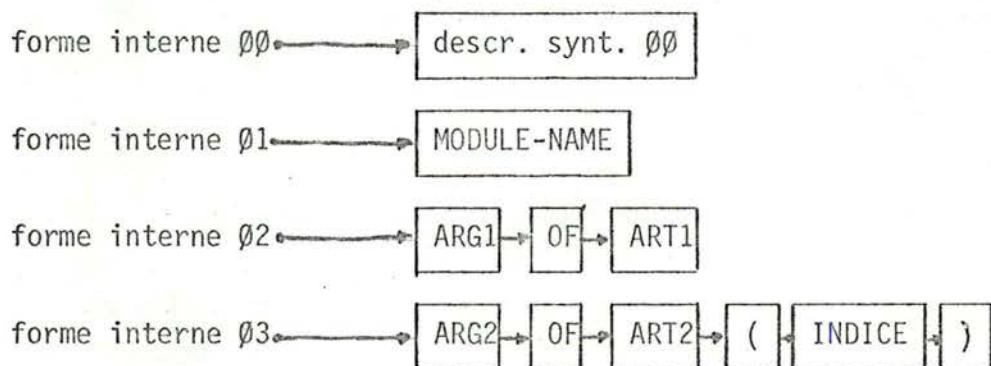 forme interne ØØ descr. synt. ØØ
forme interne Ø1 MODULE-NAME
forme interne Ø2 ARG1 OF ART1
forme interne Ø3 ARG2 OF ART2 ( INDICE )